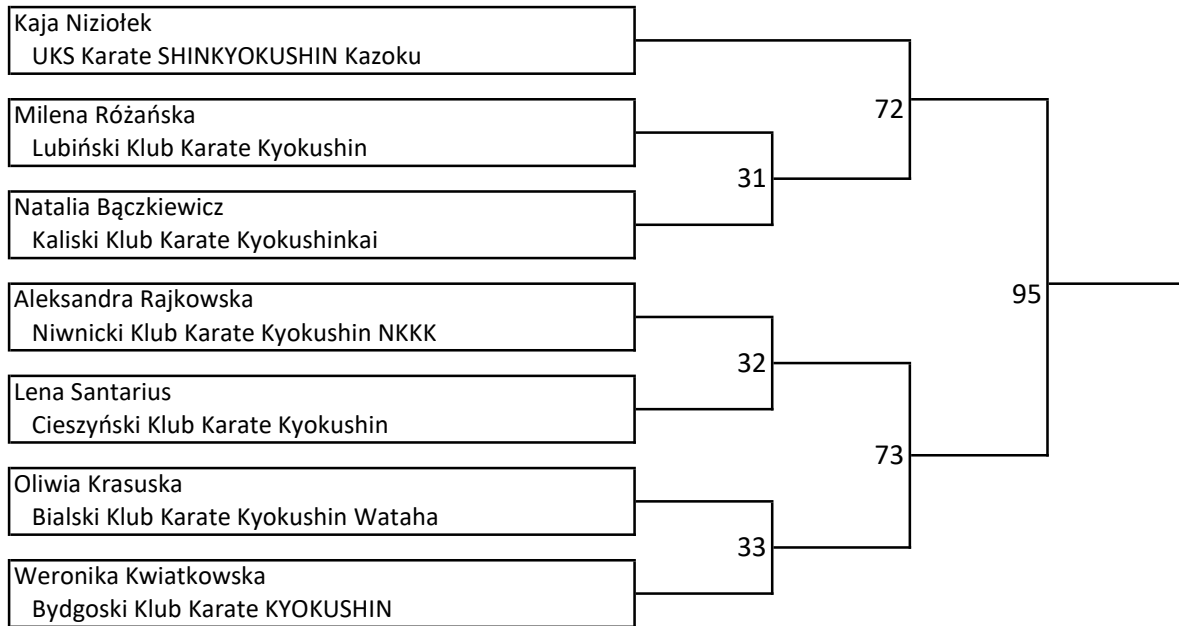 Kaja Niziołek
UKS Karate SHINKYOKUSHIN Kazoku
72
Milena Różańska
Lubiński Klub Karate Kyokushin
31
Natalia Bączkiewicz
Kaliski Klub Karate Kyokushinkai
95
Aleksandra Rajkowska
Niwnicki Klub Karate Kyokushin NKKK
32
Lena Santarius
Cieszyński Klub Karate Kyokushin
73
Oliwia Krasuska
Bialski Klub Karate Kyokushin Wataha
33
Weronika Kwiatkowska
Bydgoski Klub Karate KYOKUSHIN